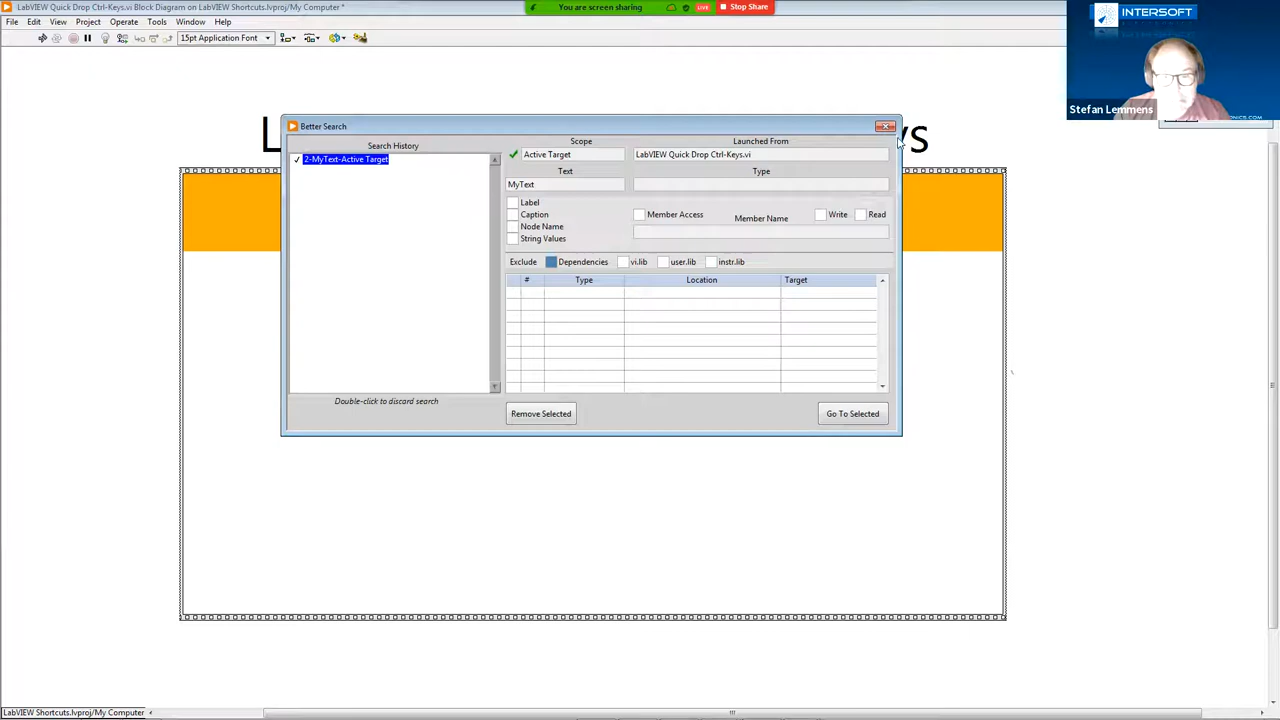 LabVIEW Quick Drop Ctrl-Keys.vi Block Diagram on LabVIEW Shortcuts.lvproj/My Computer *
You are screen sharing
LIVE
Stop Share
File Edit View Project Operate Tools Window Help
15pt Application Font
INTERSOFT
Stefan Lemmens
Better Search
Search History
Scope
Launched From
2-MyText-Active Target
Active Target
LabVIEW Quick Drop Ctrl-Keys.vi
Text
Type
MyText
Label
Caption
Member Access
Member Name
Write
Read
Node Name
String Values
Exclude
Dependencies
vi.lib
user.lib
instr.lib
# Type Location Target
Double-click to discard search
Remove Selected
Go To Selected
LabVIEW Shortcuts.lvproj/My Computer